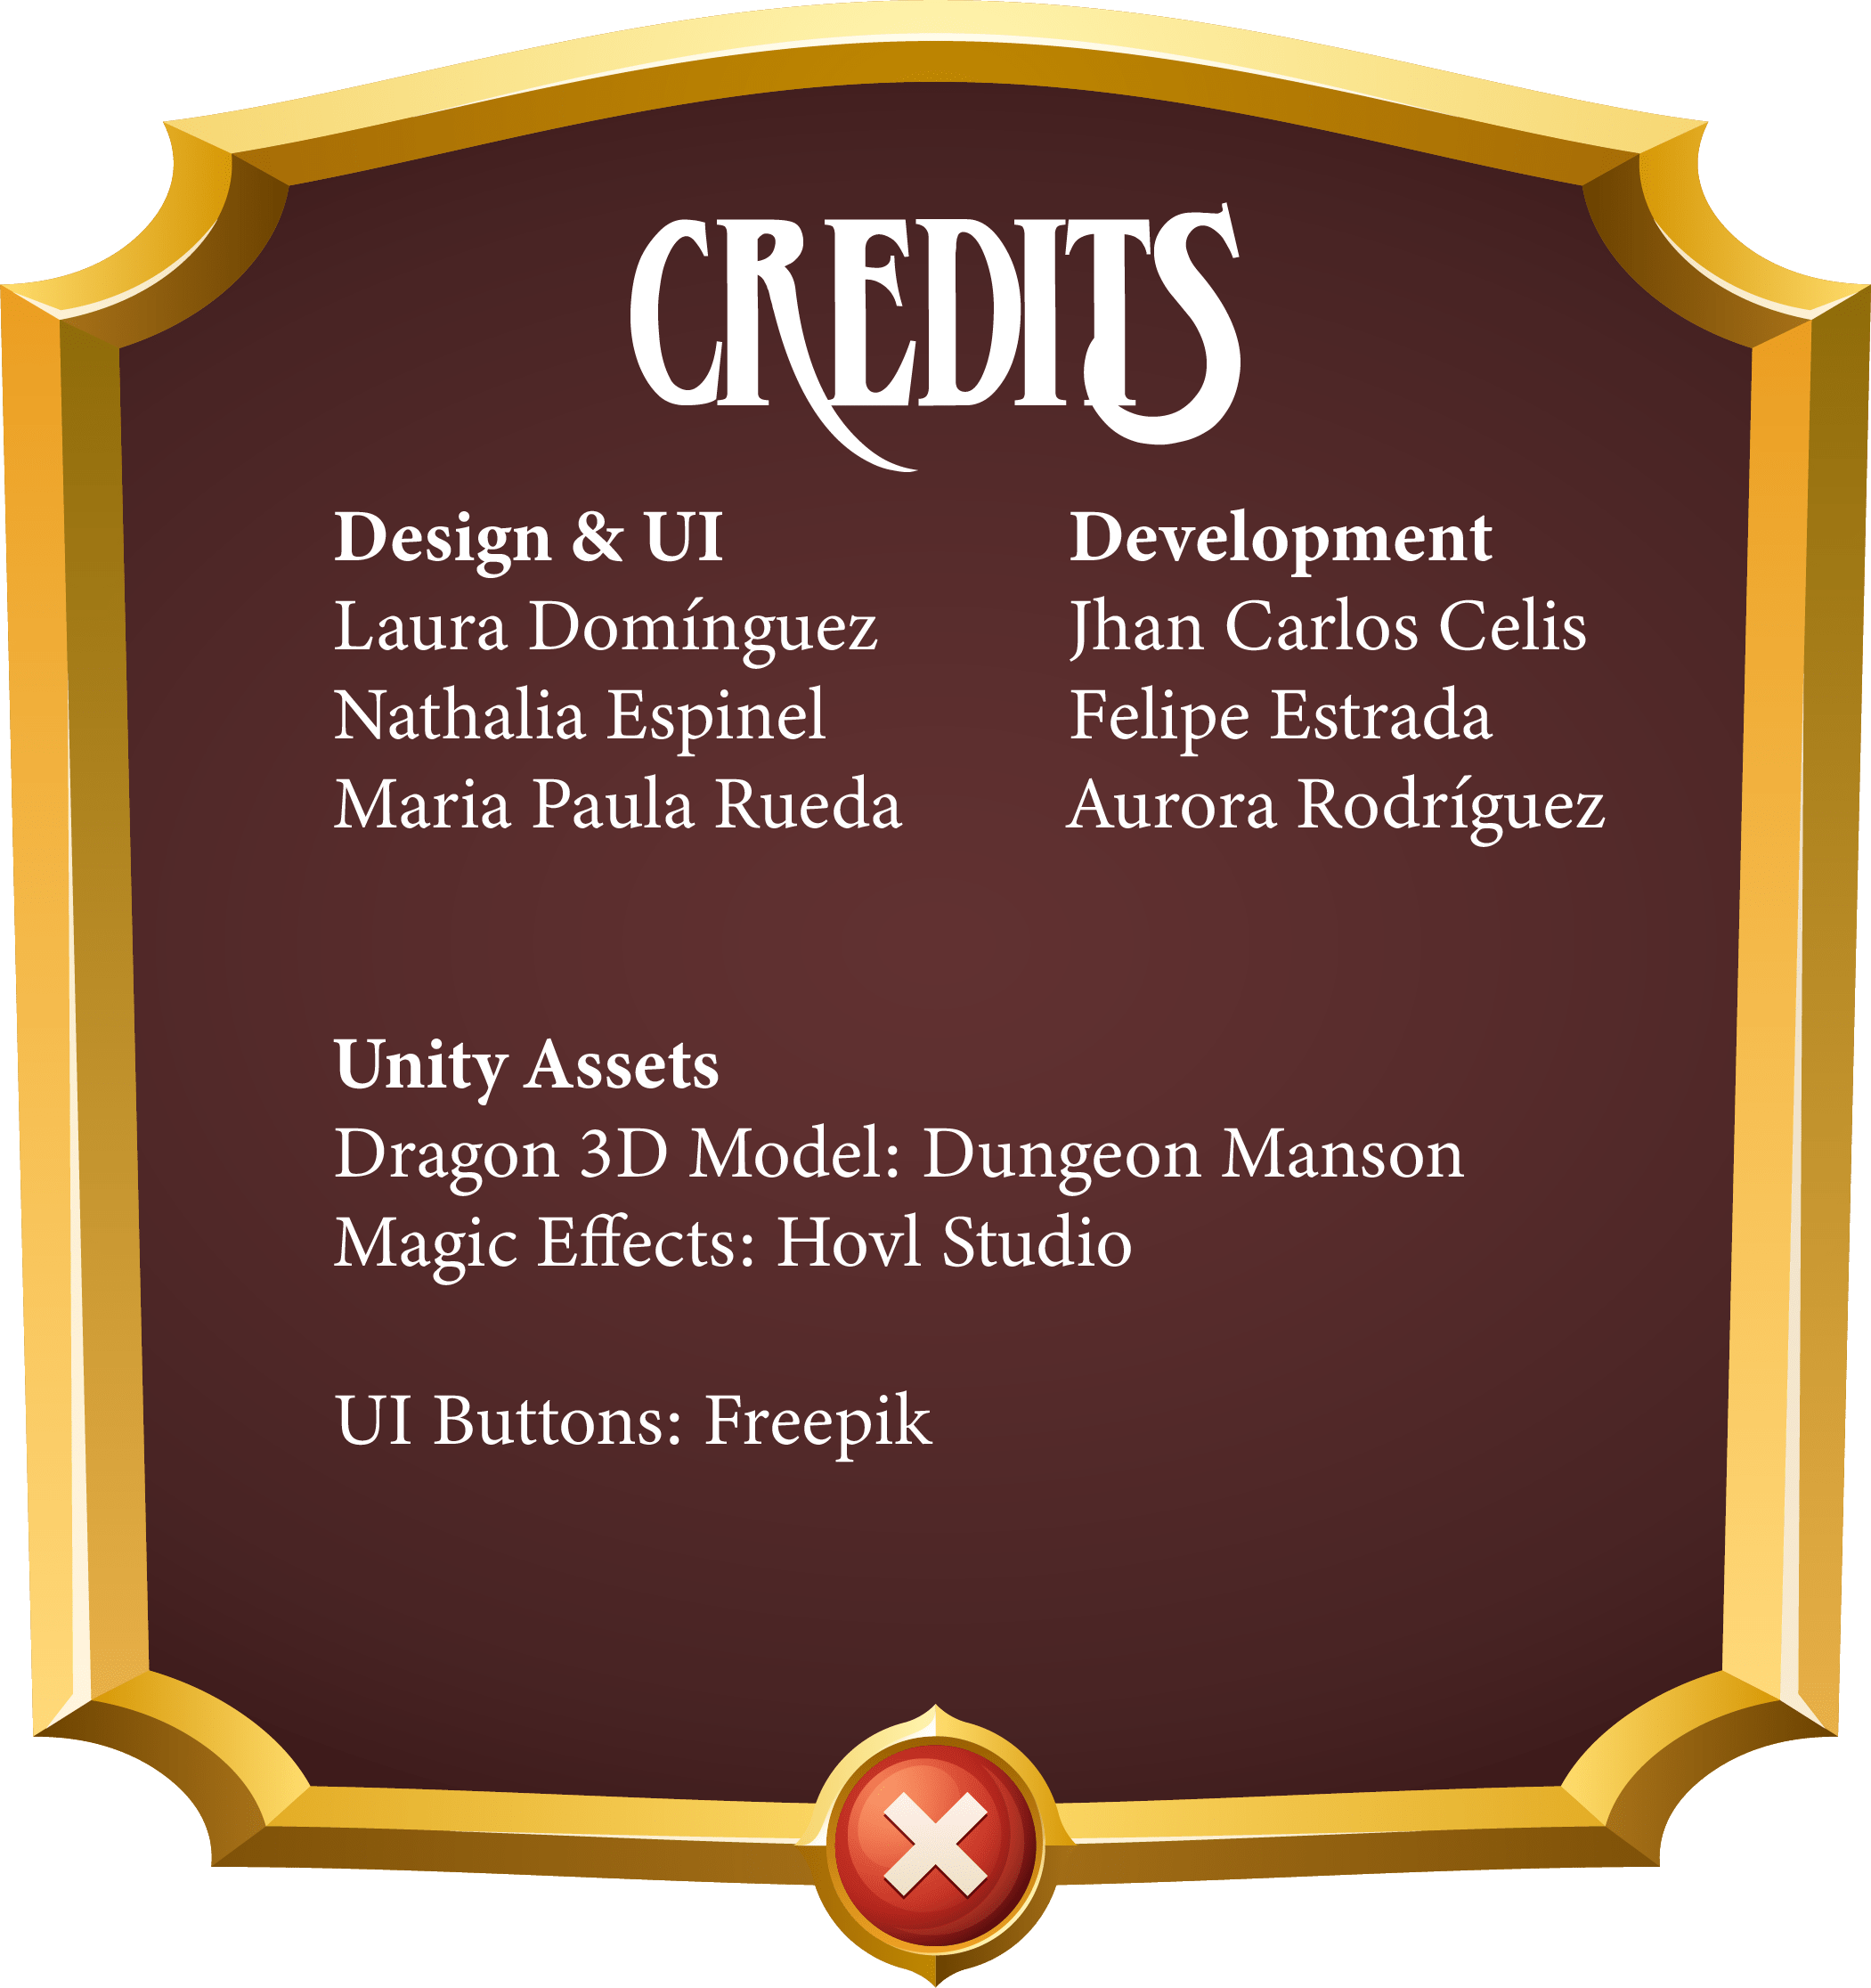 CREDITS
Design & UI
Laura Domínguez
Nathalia Espinel
Maria Paula Rueda
Development
Jhan Carlos Celis
Felipe Estrada
Aurora Rodríguez
Unity Assets
Dragon 3D Model: Dungeon Manson
Magic Effects: Hovl Studio
UI Buttons: Freepik